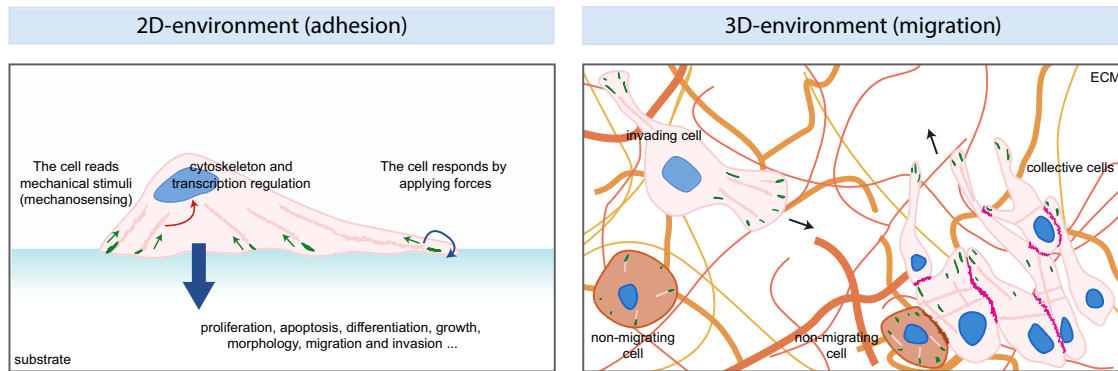 2D-environment (adhesion)
The cell reads
mechanical stimuli
(mechanosensing)
cytoskeleton and
transcription regulation
The cell responds by
applying forces
proliferation, apoptosis, differentiation, growth,
morphology, migration and invasion ...
substrate
3D-environment (migration)
ECM
invading cell
collective cells
non-migrating
cell
non-migrating
cell